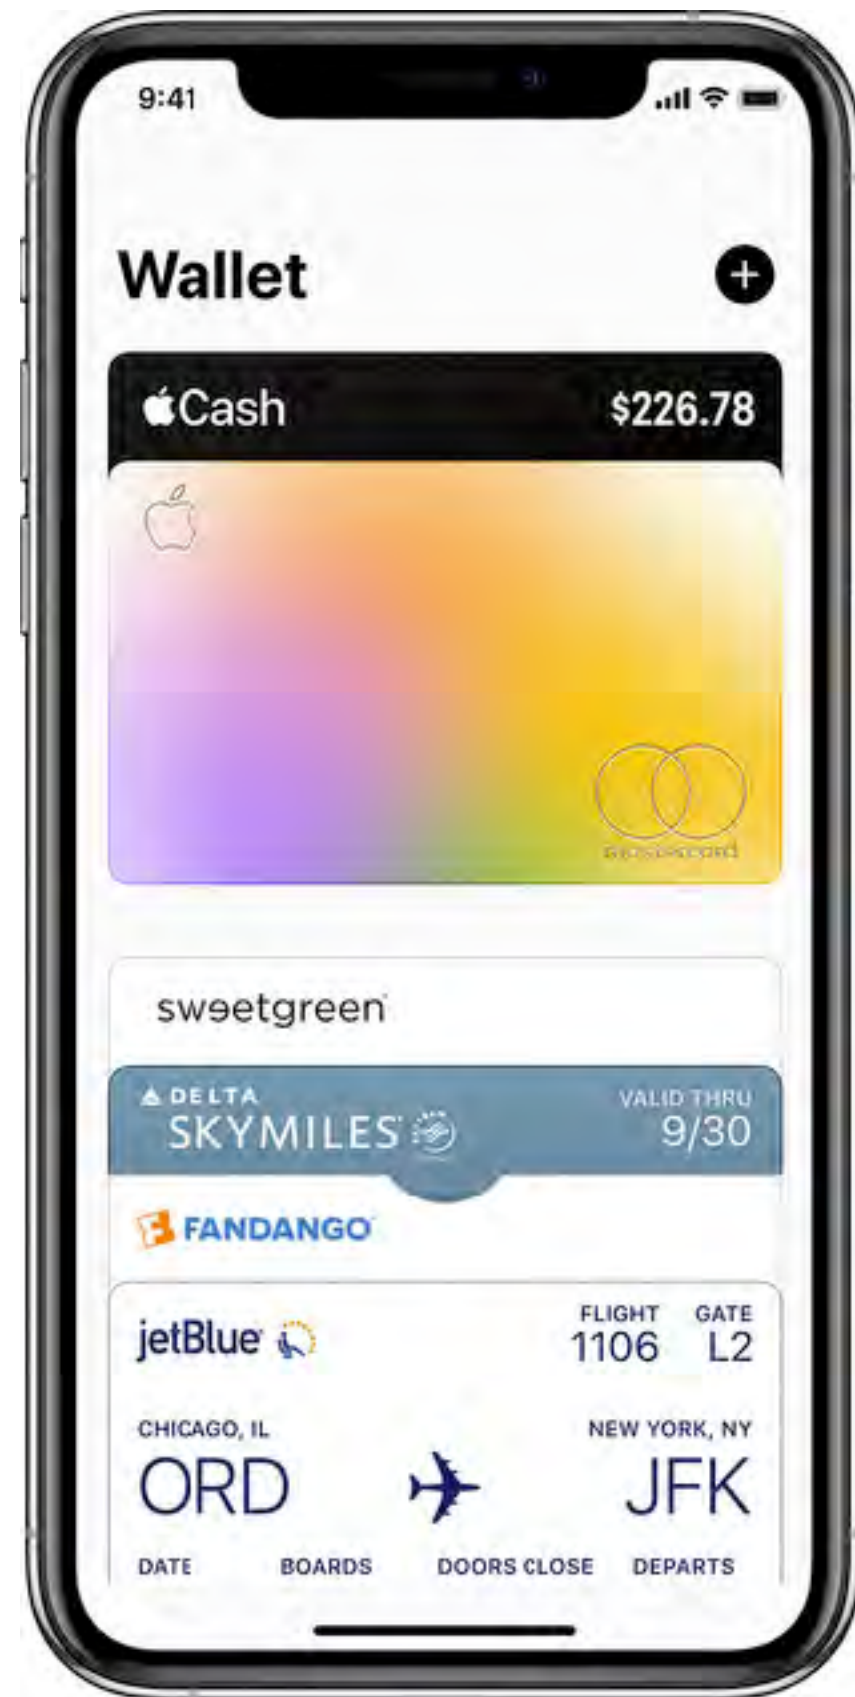 9:41
Wallet
Cash $226.78
mastercard
sweetgreen
DELTA
SKYMILES
VALID THRU
9/30
FANDANGO
jetBlue
FLIGHT GATE
1106 L2
CHICAGO, IL NEW YORK, NY
ORD JFK
DATE BOARDS DOORS CLOSE DEPARTS